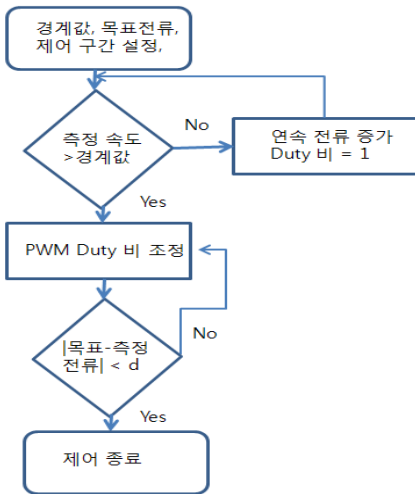 경계값, 목표전류,
제어 구간 설정,
측정 속도
>경계값
No
연속 전류 증가
Duty 비 = 1
Yes
PWM Duty 비 조정
|목표-측정
전류| < d
No
Yes
제어 종료